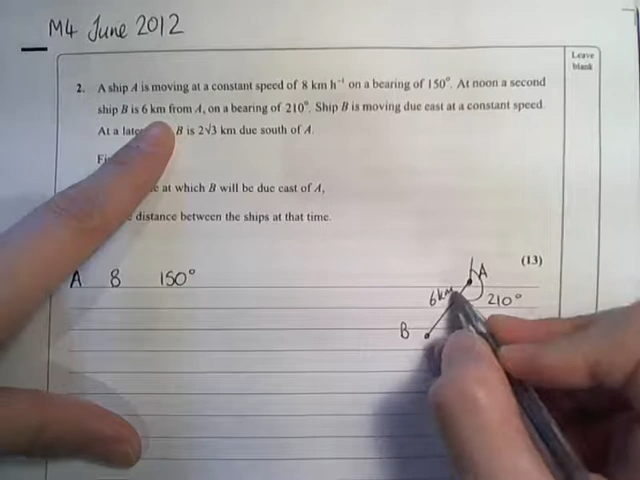 M4 June 2012
Leave
blank
2. A ship A is moving at a constant speed of 8 km h⁻¹ on a bearing of 150°. At noon a second
ship B is 6 km from A, on a bearing of 210°. Ship B is moving due east at a constant speed.
At a B is 2√3 km due south of A.
at which B will be due east of A,
distance between the ships at that time.
(13)
A 8 150°
A
6km
210°
B